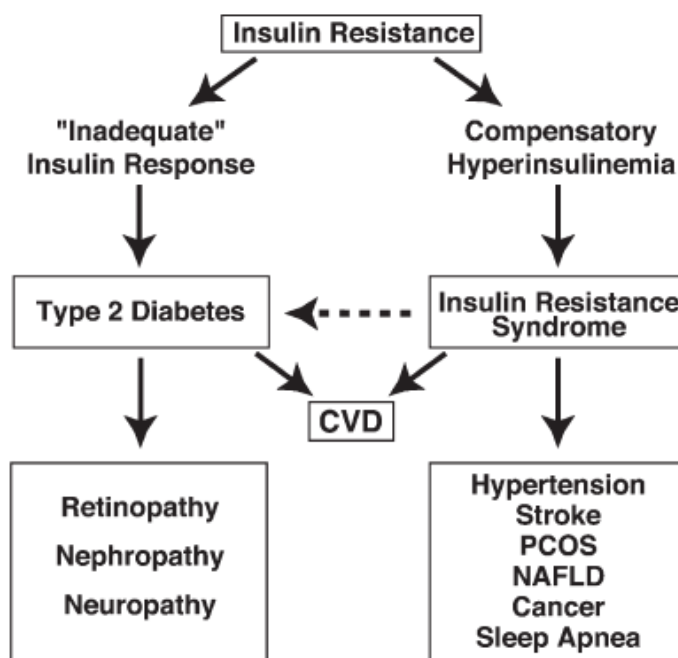 Insulin Resistance
"Inadequate"
Insulin Response
Compensatory
Hyperinsulinemia
Type 2 Diabetes
Insulin Resistance
Syndrome
CVD
Retinopathy
Nephropathy
Neuropathy
Hypertension
Stroke
PCOS
NAFLD
Cancer
Sleep Apnea